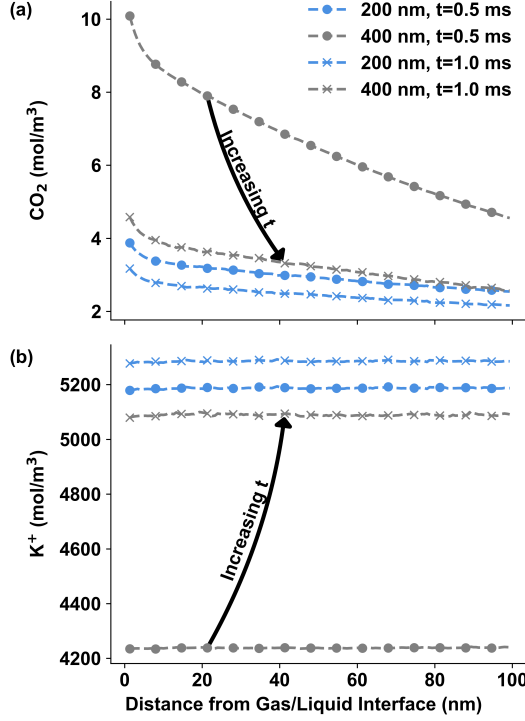 (a)
200 nm, t=0.5 ms
400 nm, t=0.5 ms
200 nm, t=1.0 ms
400 nm, t=1.0 ms
10
8
6
4
2
CO₂ (mol/m³)
Increasing t
(b)
5200
5000
4800
4600
4400
4200
K⁺ (mol/m³)
Increasing t
0 20 40 60 80 100
Distance from Gas/Liquid Interface (nm)